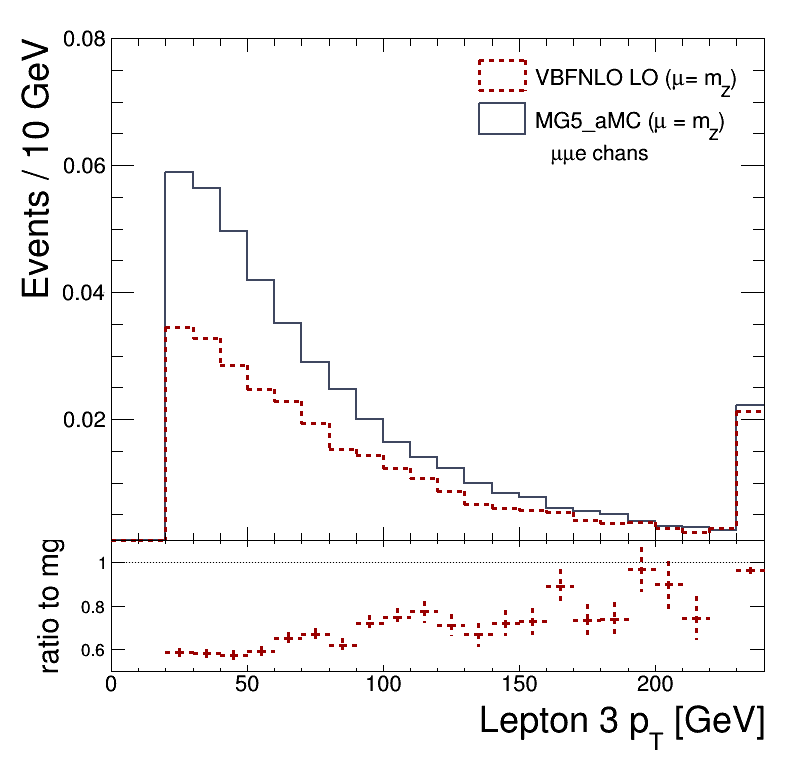 0.08
0.06
0.04
0.02
Events / 10 GeV
VBFNLO LO (μ= m_Z)
MG5_aMC (μ = m_Z)
μμe chans
1
0.8
0.6
ratio to mg
0 50 100 150 200
Lepton 3 p_T [GeV]